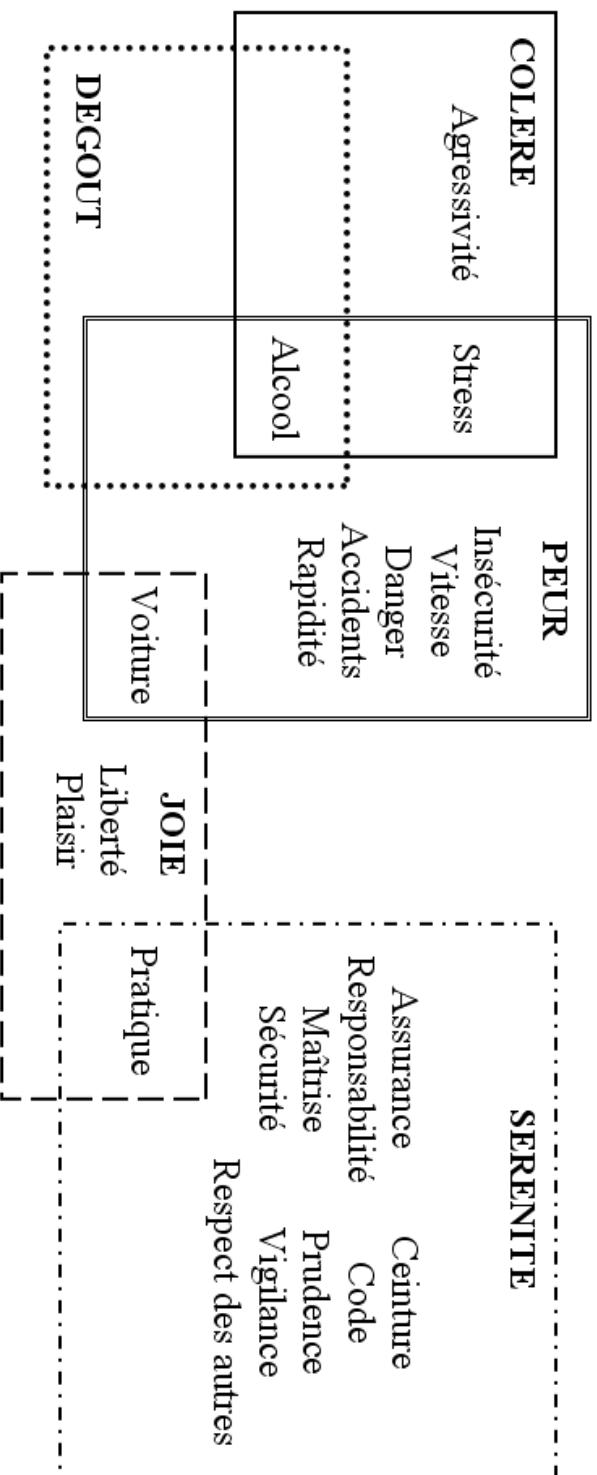 COLERE
Agressivité
Stress
Alcool
DEGOUT
PEUR
Insécurité
Vitesse
Danger
Accidents
Rapidité
Voiture
JOIE
Liberté
Plaisir
Pratique
SERENITE
Assurance Ceinture
Responsabilité Code
Maîtrise Prudence
Sécurité Vigilance
Respect des autres